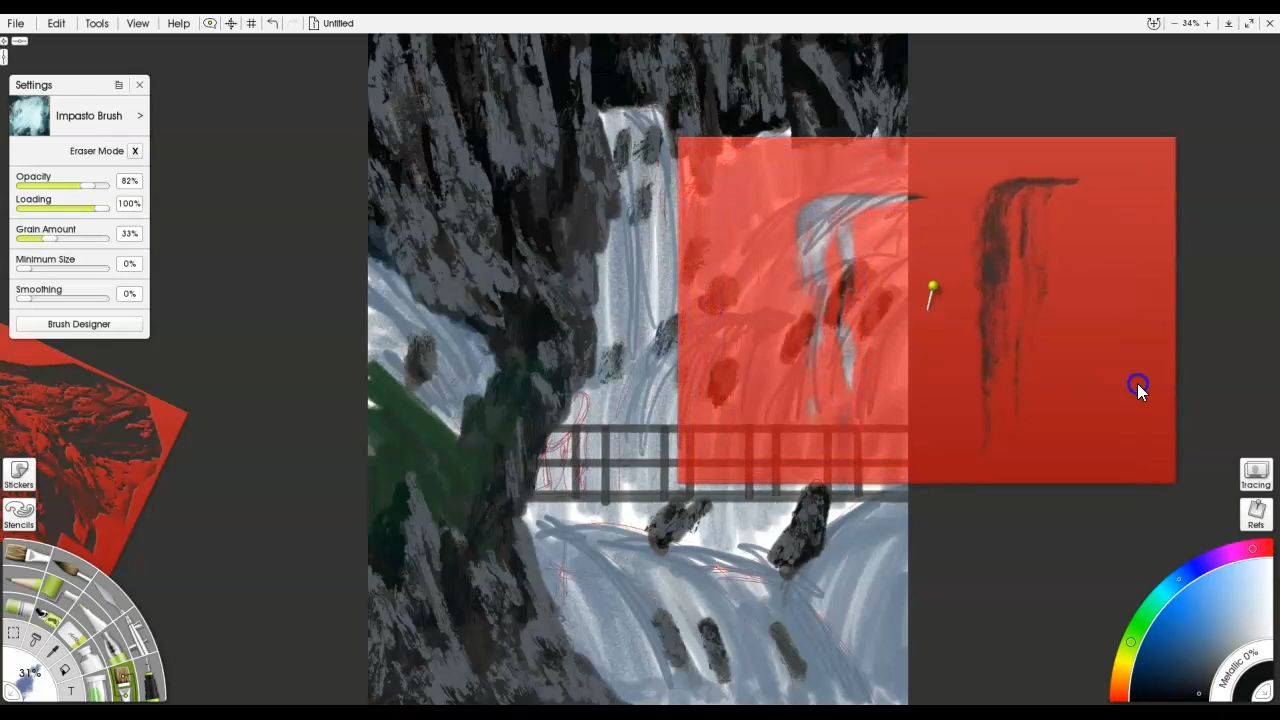 File Edit Tools View Help Untitled − 34% +
Settings
Impasto Brush >
Eraser Mode X
Opacity 82%
Loading 100%
Grain Amount 33%
Minimum Size 0%
Smoothing 0%
Brush Designer
Stickers
Stencils
Tracing
Refs
31%
T
Metallic 0%